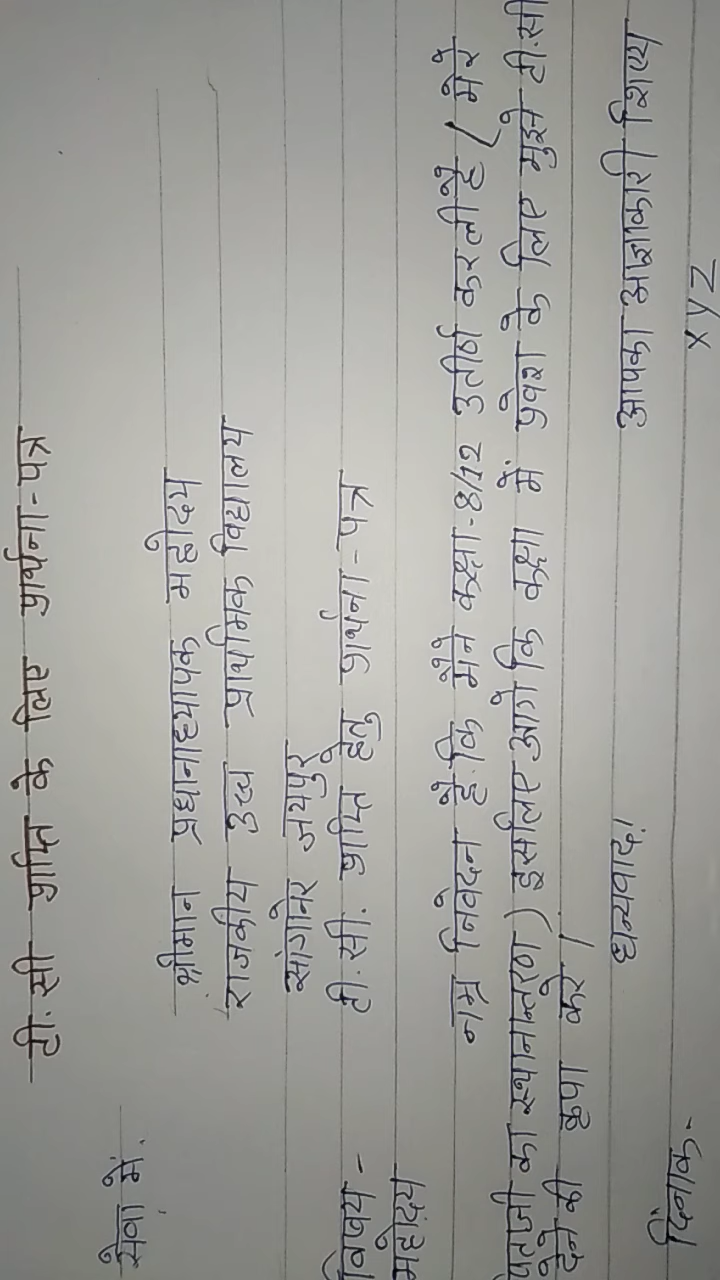 टी.सी प्राप्ति के लिए प्रार्थना-पत्र
सेवा में.
श्रीमान प्रधानाध्यापक महोदय
राजकीय उच्च प्राथमिक विद्यालय
सांगानेर जयपुर
विषय - टी.सी. प्राप्ति हेतु प्रार्थना-पत्र
महोदय
नम्र निवेदन है.कि मैने कक्षा-8/12 उतीर्ण करली है / मेरे
पिताजी का स्थानान्तरण) इसलिए आगे कि कक्षा में प्रवेश के लिए मुझे टी.सी
देने की कृपा करे।
धन्यवाद। आपका आज्ञाकारी शिष्य
दिनांक- XYZ